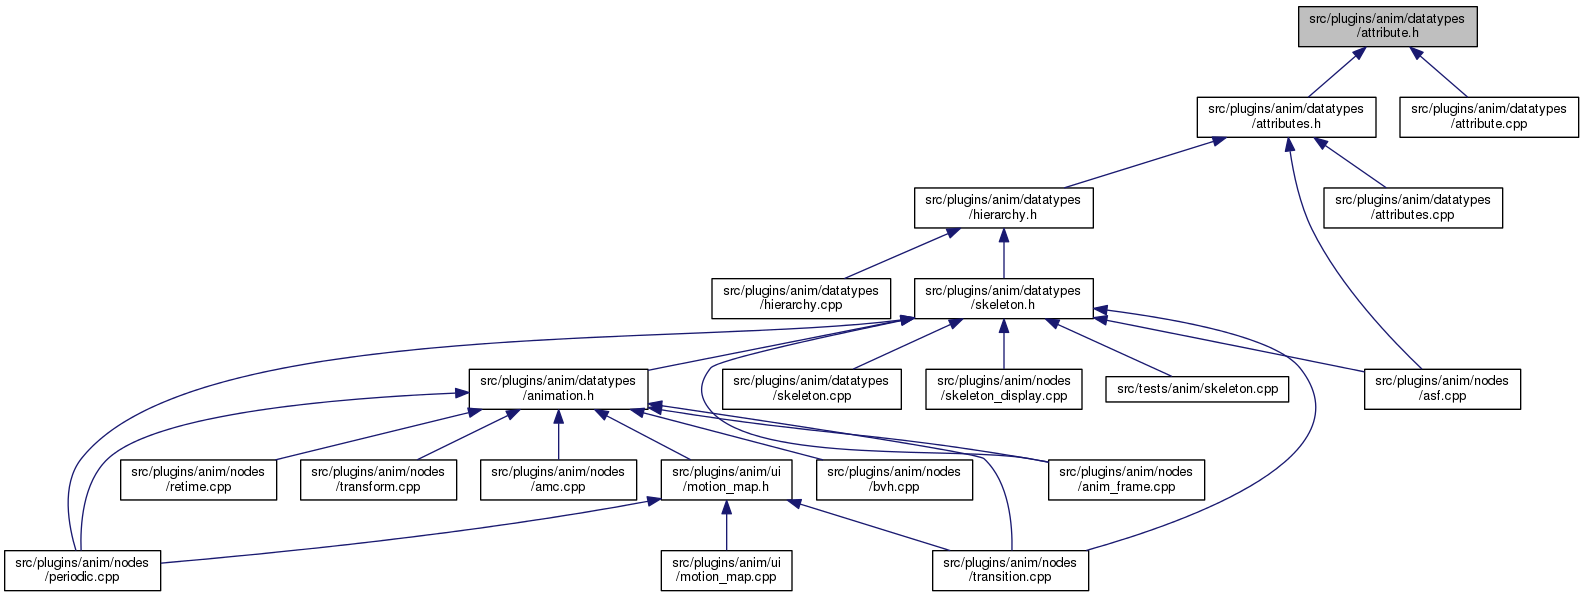 src/plugins/anim/datatypes
/attribute.h
src/plugins/anim/datatypes
/attributes.h
src/plugins/anim/datatypes
/attribute.cpp
src/plugins/anim/datatypes
/hierarchy.h
src/plugins/anim/datatypes
/attributes.cpp
src/plugins/anim/datatypes
/hierarchy.cpp
src/plugins/anim/datatypes
/skeleton.h
src/plugins/anim/datatypes
/animation.h
src/plugins/anim/datatypes
/skeleton.cpp
src/plugins/anim/nodes
/skeleton_display.cpp
src/tests/anim/skeleton.cpp
src/plugins/anim/nodes
/asf.cpp
src/plugins/anim/nodes
/retime.cpp
src/plugins/anim/nodes
/transform.cpp
src/plugins/anim/nodes
/amc.cpp
src/plugins/anim/ui
/motion_map.h
src/plugins/anim/nodes
/bvh.cpp
src/plugins/anim/nodes
/anim_frame.cpp
src/plugins/anim/nodes
/periodic.cpp
src/plugins/anim/ui
/motion_map.cpp
src/plugins/anim/nodes
/transition.cpp